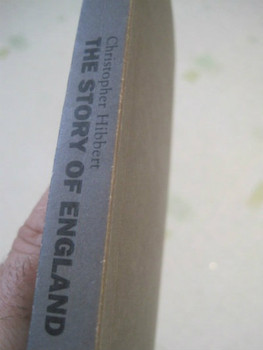 Christopher Hibbert
THE STORY OF ENGLAND